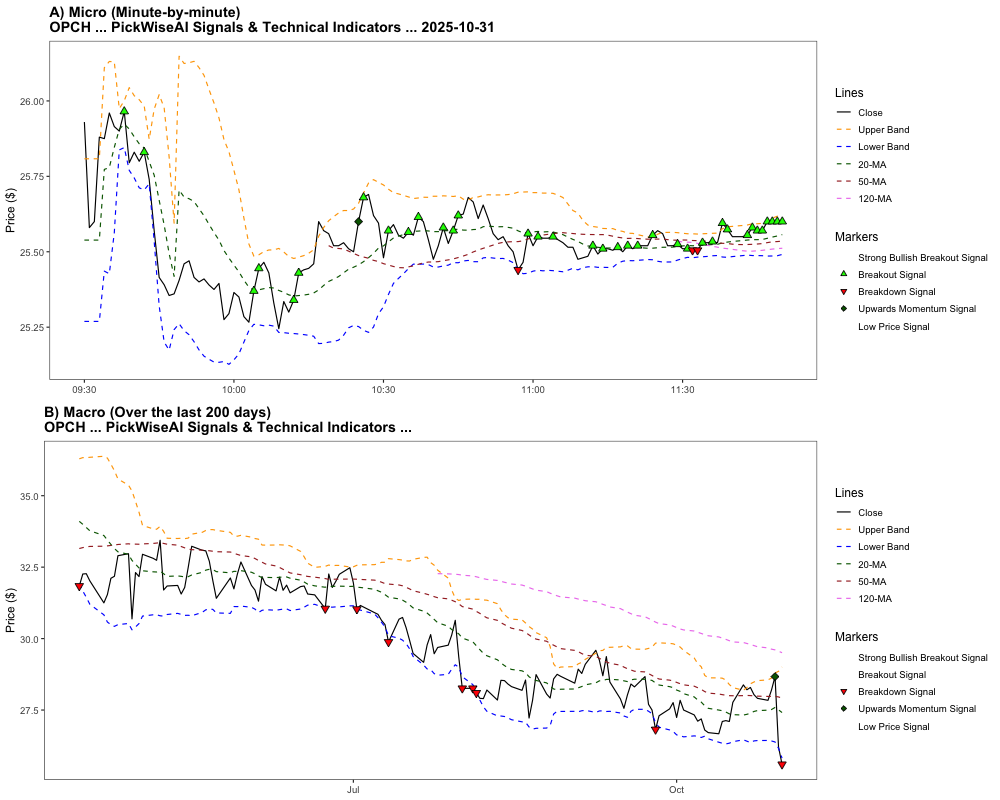 A) Micro (Minute-by-minute)
OPCH ... PickWiseAI Signals & Technical Indicators ... 2025-10-31
Price ($)
26.00
25.75
25.50
25.25
09:30
10:00
10:30
11:00
11:30
Lines
Close
Upper Band
Lower Band
20-MA
50-MA
120-MA
Markers
Strong Bullish Breakout Signal
Breakout Signal
Breakdown Signal
Upwards Momentum Signal
Low Price Signal
B) Macro (Over the last 200 days)
OPCH ... PickWiseAI Signals & Technical Indicators ...
Price ($)
35.0
32.5
30.0
27.5
Jul
Oct
Lines
Close
Upper Band
Lower Band
20-MA
50-MA
120-MA
Markers
Strong Bullish Breakout Signal
Breakout Signal
Breakdown Signal
Upwards Momentum Signal
Low Price Signal